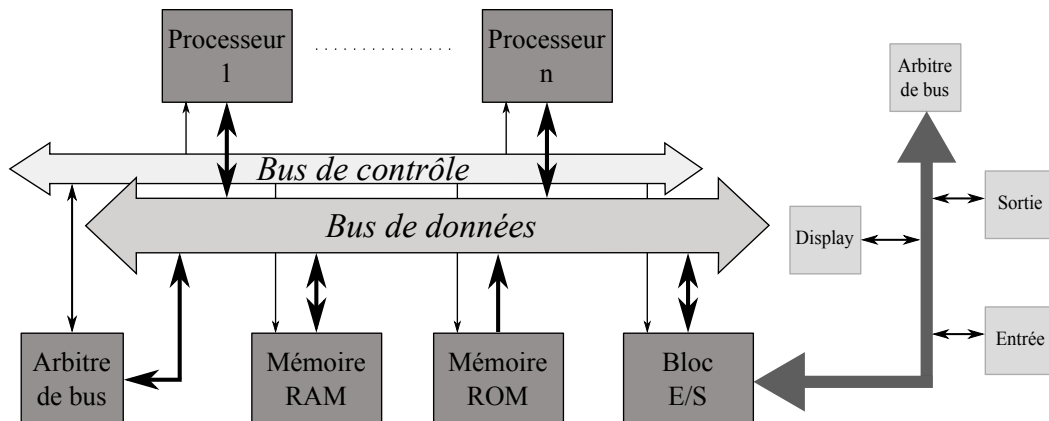 Processeur
1
Processeur
n
Arbitre
de bus
Bus de contrôle
Sortie
Bus de données
Display
Arbitre
de bus
Mémoire
RAM
Mémoire
ROM
Bloc
E/S
Entrée